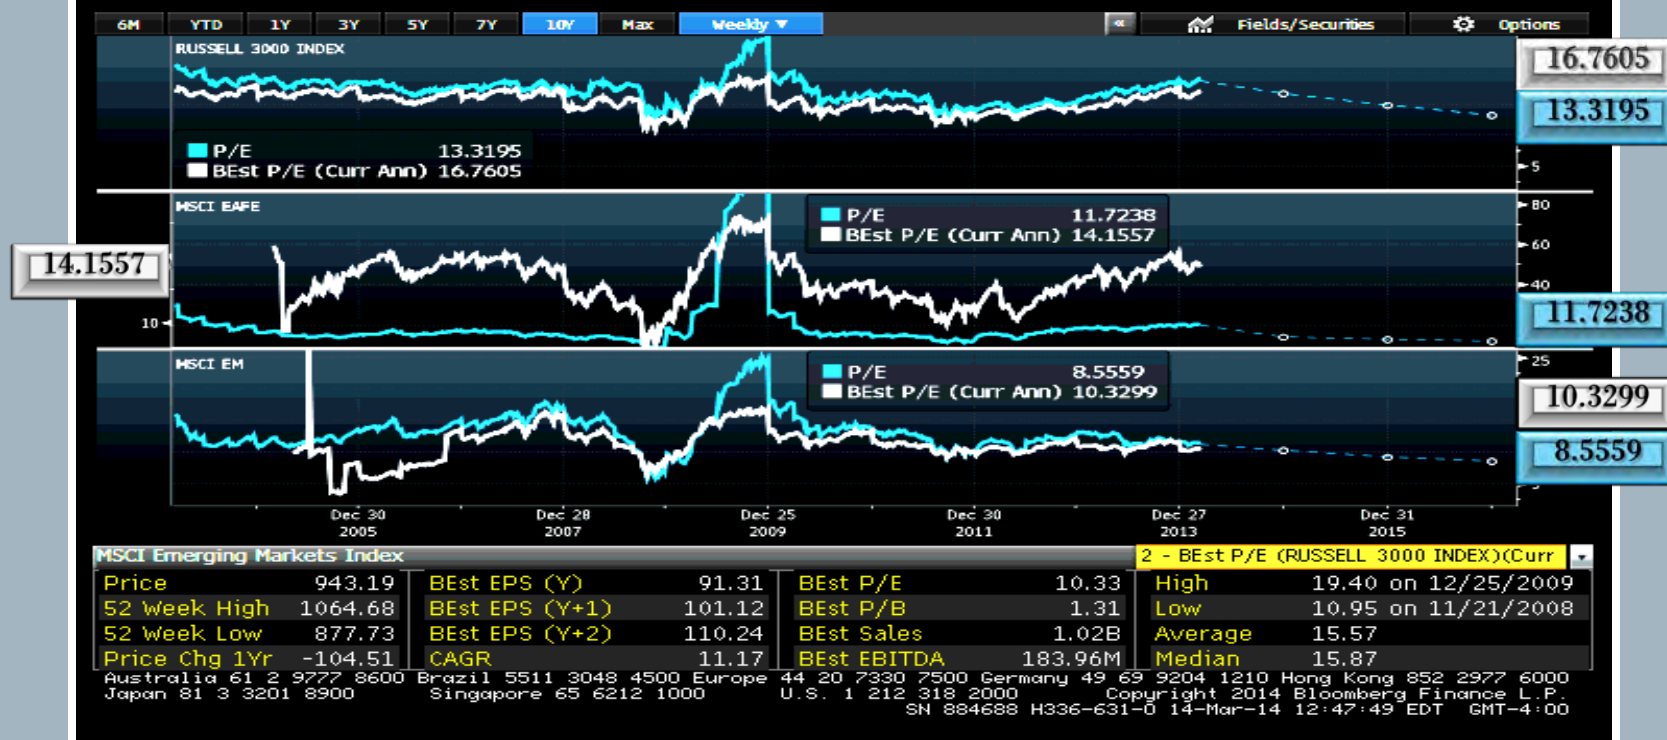 6M YTD 1Y 3Y 5Y 7Y 10Y Max Weekly ▼ « Fields/Securities Options
RUSSELL 3000 INDEX
16.7605
13.3195
P/E 13.3195
BEst P/E (Curr Ann) 16.7605
5
MSCI EAFE
P/E 11.7238
BEst P/E (Curr Ann) 14.1557
80
60
40
14.1557
10
11.7238
MSCI EM
P/E 8.5559
BEst P/E (Curr Ann) 10.3299
25
10.3299
8.5559
Dec 30 Dec 28 Dec 25 Dec 30 Dec 27 Dec 31
2005 2007 2009 2011 2013 2015
MSCI Emerging Markets Index 2 - BEst P/E (RUSSELL 3000 INDEX)(Curr
Price 943.19 BEst EPS (Y) 91.31 BEst P/E 10.33 High 19.40 on 12/25/2009
52 Week High 1064.68 BEst EPS (Y+1) 101.12 BEst P/B 1.31 Low 10.95 on 11/21/2008
52 Week Low 877.73 BEst EPS (Y+2) 110.24 BEst Sales 1.02B Average 15.57
Price Chg 1Yr -104.51 CAGR 11.17 BEst EBITDA 183.96M Median 15.87
Australia 61 2 9777 8600 Brazil 5511 3048 4500 Europe 44 20 7330 7500 Germany 49 69 9204 1210 Hong Kong 852 2977 6000
Japan 81 3 3201 8900 Singapore 65 6212 1000 U.S. 1 212 318 2000 Copyright 2014 Bloomberg Finance L.P.
SN 884688 H336-631-0 14-Mar-14 12:47:49 EDT GMT-4:00